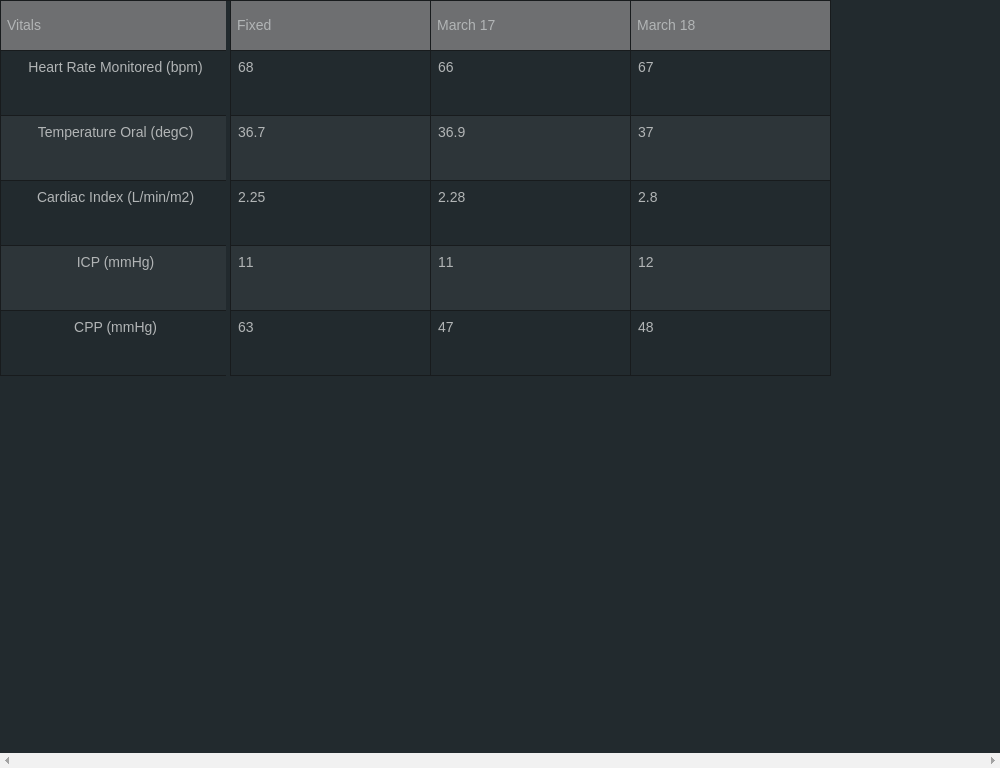 Vitals Fixed March 17 March 18
Heart Rate Monitored (bpm) 68 66 67
Temperature Oral (degC) 36.7 36.9 37
Cardiac Index (L/min/m2) 2.25 2.28 2.8
ICP (mmHg) 11 11 12
CPP (mmHg) 63 47 48